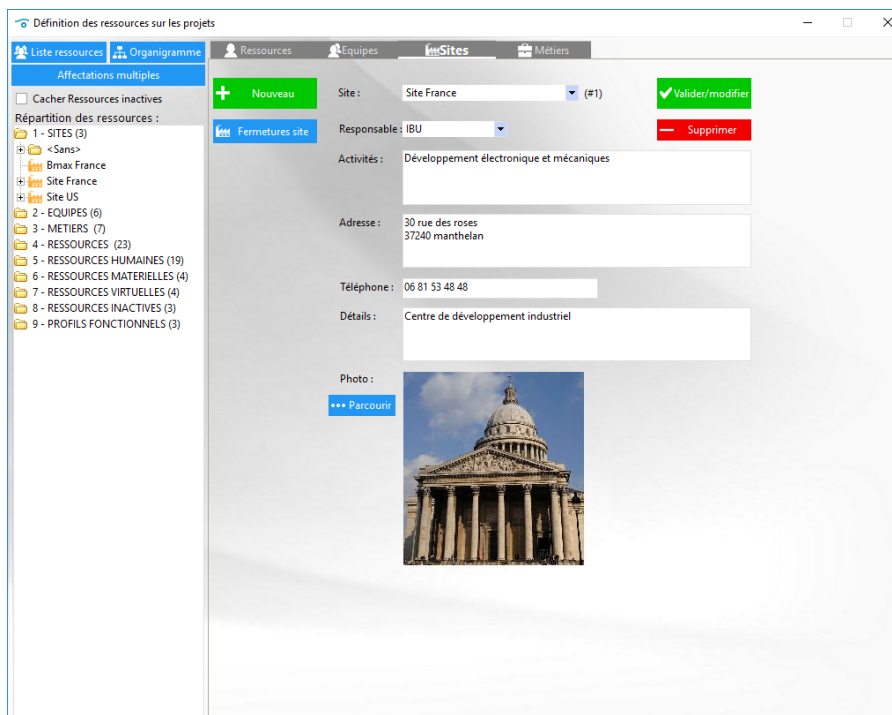 Définition des ressources sur les projets
Liste ressources
Organigramme
Affectations multiples
Cacher Ressources inactives
Répartition des ressources :
1 - SITES (3)
<Sans>
Bmax France
Site France
Site US
2 - EQUIPES (6)
3 - METIERS (7)
4 - RESSOURCES (23)
5 - RESSOURCES HUMAINES (19)
6 - RESSOURCES MATERIELLES (4)
7 - RESSOURCES VIRTUELLES (4)
8 - RESSOURCES INACTIVES (3)
9 - PROFILS FONCTIONNELS (3)
Ressources
Equipes
Sites
Métiers
Nouveau
Site :
Site France
(#1)
Valider/modifier
Fermetures site
Responsable :
IBU
Supprimer
Activités :
Développement électronique et mécaniques
Adresse :
30 rue des roses
37240 manthelan
Téléphone :
06 81 53 48 48
Détails :
Centre de développement industriel
Photo :
Parcourir